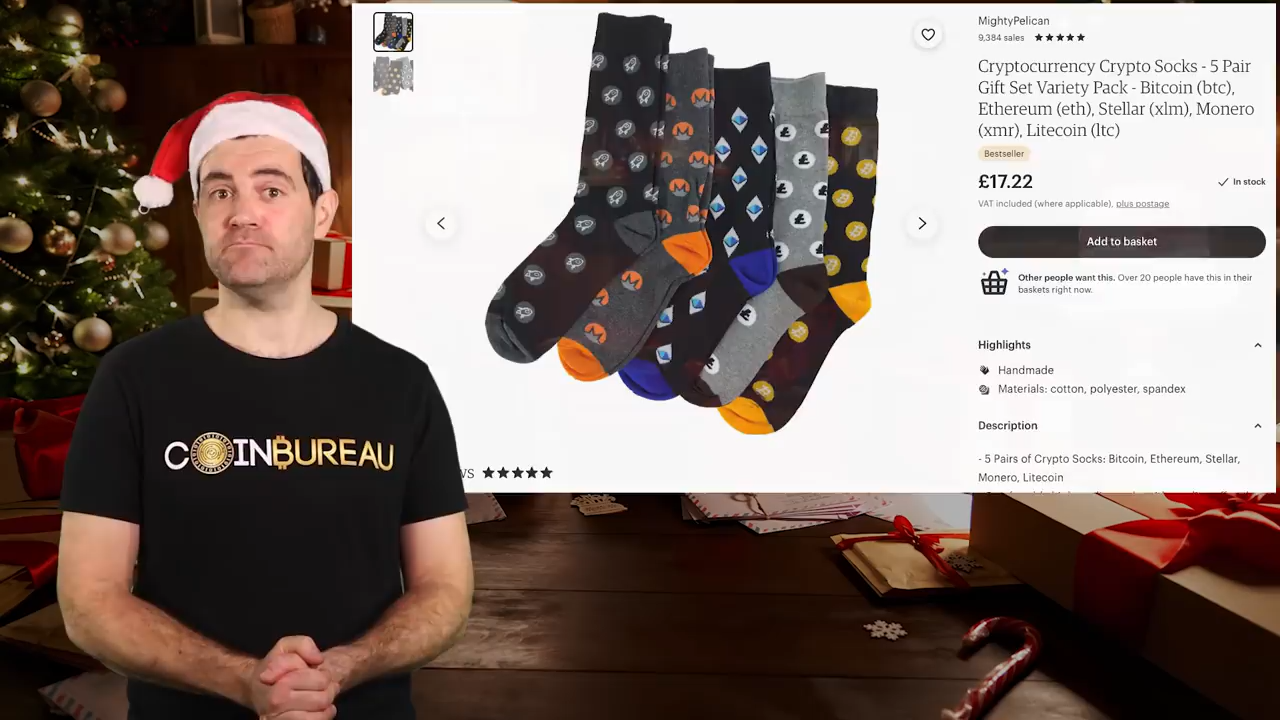 MightyPelican
9,384 sales ★★★★★
Cryptocurrency Crypto Socks - 5 Pair
Gift Set Variety Pack - Bitcoin (btc),
Ethereum (eth), Stellar (xlm), Monero
(xmr), Litecoin (ltc)
Bestseller
£17.22
In stock
VAT included (where applicable), plus postage
Add to basket
Other people want this. Over 20 people have this in their
baskets right now.
Highlights
Handmade
Materials: cotton, polyester, spandex
Description
- 5 Pairs of Crypto Socks: Bitcoin, Ethereum, Stellar,
Monero, Litecoin
COINBUREAU